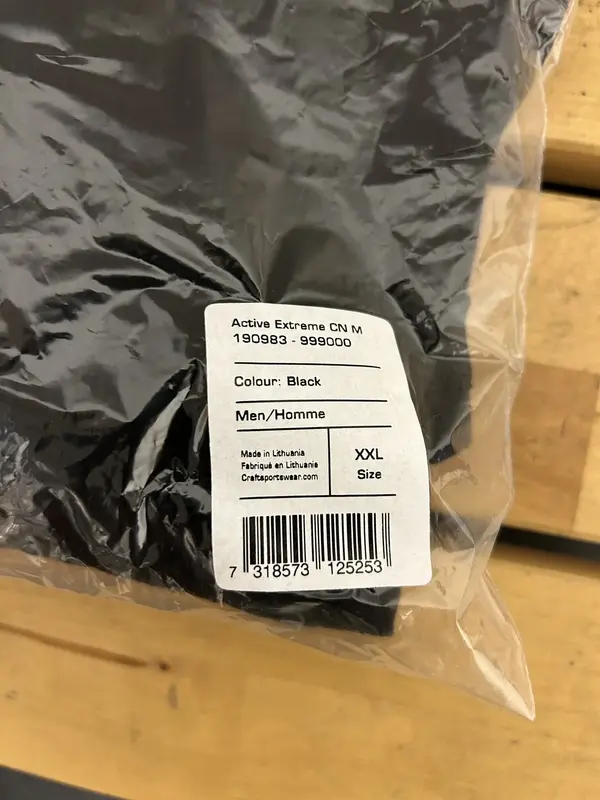 Active Extreme CN M
190983 - 999000
Colour: Black
Men/Homme
Made in Lithuania
Fabriqué en Lithuanie
Craftsportswear.com
XXL
Size
7 318573 125253